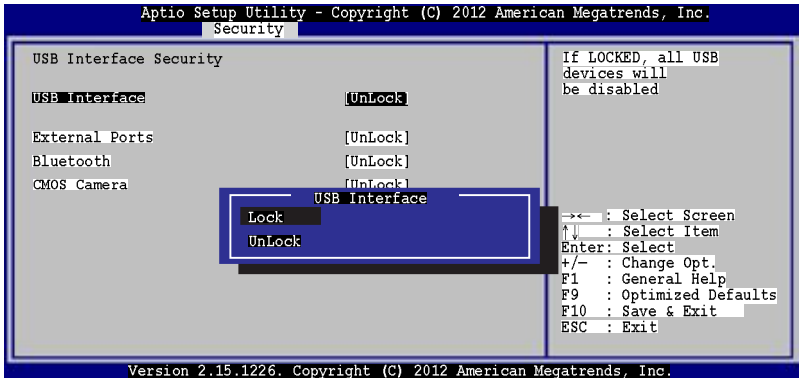 Aptio Setup Utility - Copyright (C) 2012 American Megatrends, Inc.
Security
USB Interface Security
USB Interface [UnLock]
External Ports [UnLock]
Bluetooth [UnLock]
CMOS Camera [UnLock]
USB Interface
Lock
UnLock
If LOCKED, all USB
devices will
be disabled
→← : Select Screen
↑↓ : Select Item
Enter: Select
+/− : Change Opt.
F1 : General Help
F9 : Optimized Defaults
F10 : Save & Exit
ESC : Exit
Version 2.15.1226. Copyright (C) 2012 American Megatrends, Inc.